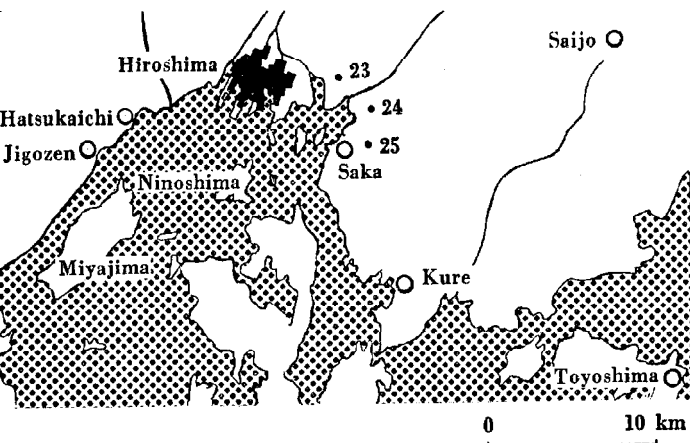 Saijo
Hiroshima
23
24
Hatsukaichi
25
Jigozen
Saka
Ninoshima
Miyajima
Kure
Toyoshima
0 10 km